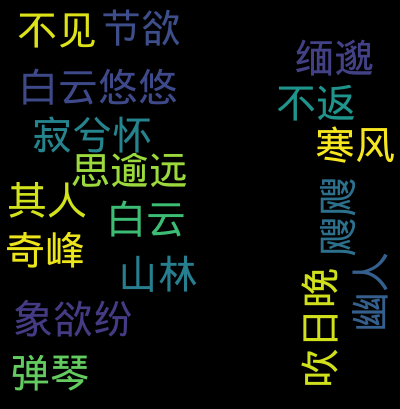 不见
节欲
缅邈
白云悠悠
不返
寂兮怀
寒风
思逾远
飕飕
其人
白云
奇峰
幽人
山林
吹日晚
象欲纷
弹琴